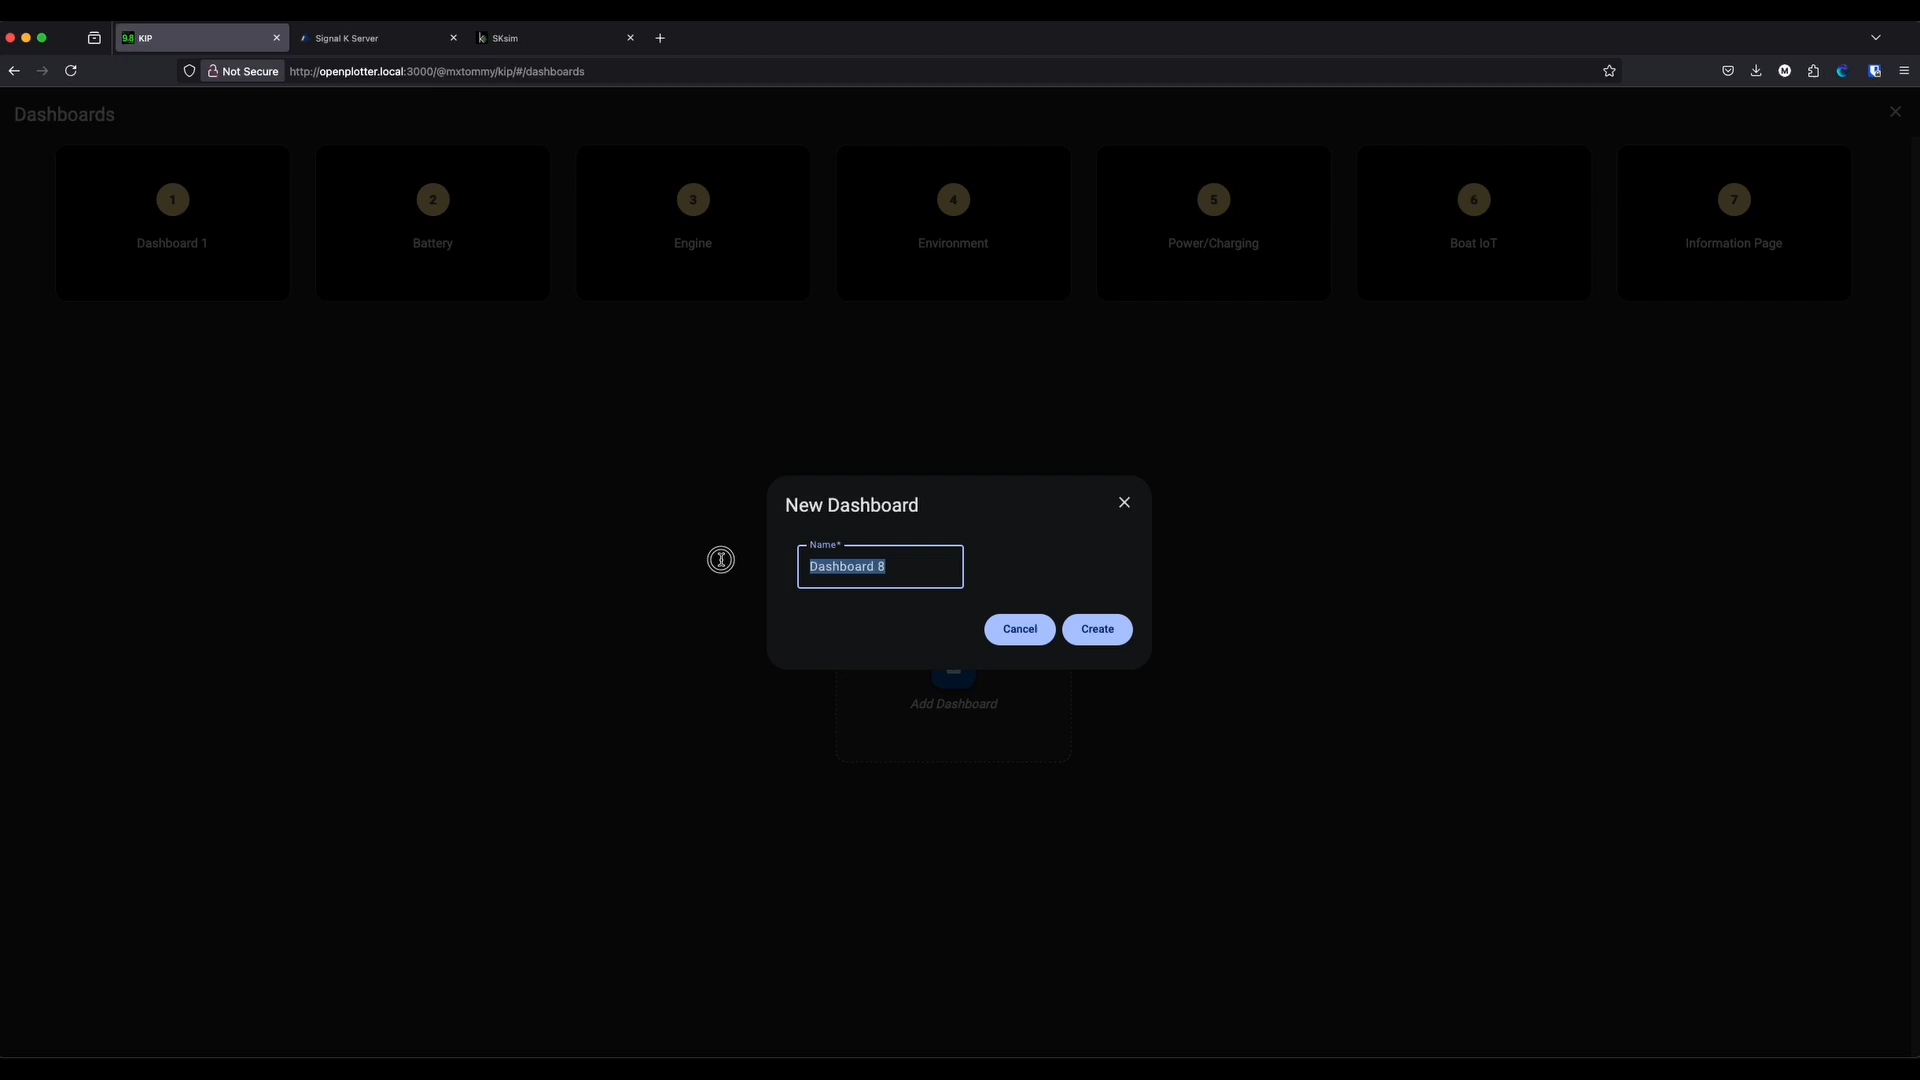 9.8 KIP
Signal K Server
SKsim
Not Secure
http://openplotter.local:3000/@mxtommy/kip/#/dashboards
Dashboards
1
2
3
4
5
6
7
Dashboard 1
Battery
Engine
Environment
Power/Charging
Boat IoT
Information Page
New Dashboard
Name*
Dashboard 8
Cancel
Create
Add Dashboard